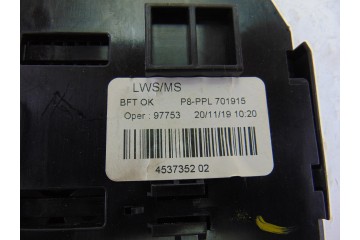 LWS/MS
BFT OK P8-PPL 701915
Oper : 97753 20/11/19 10:20
4537352 02